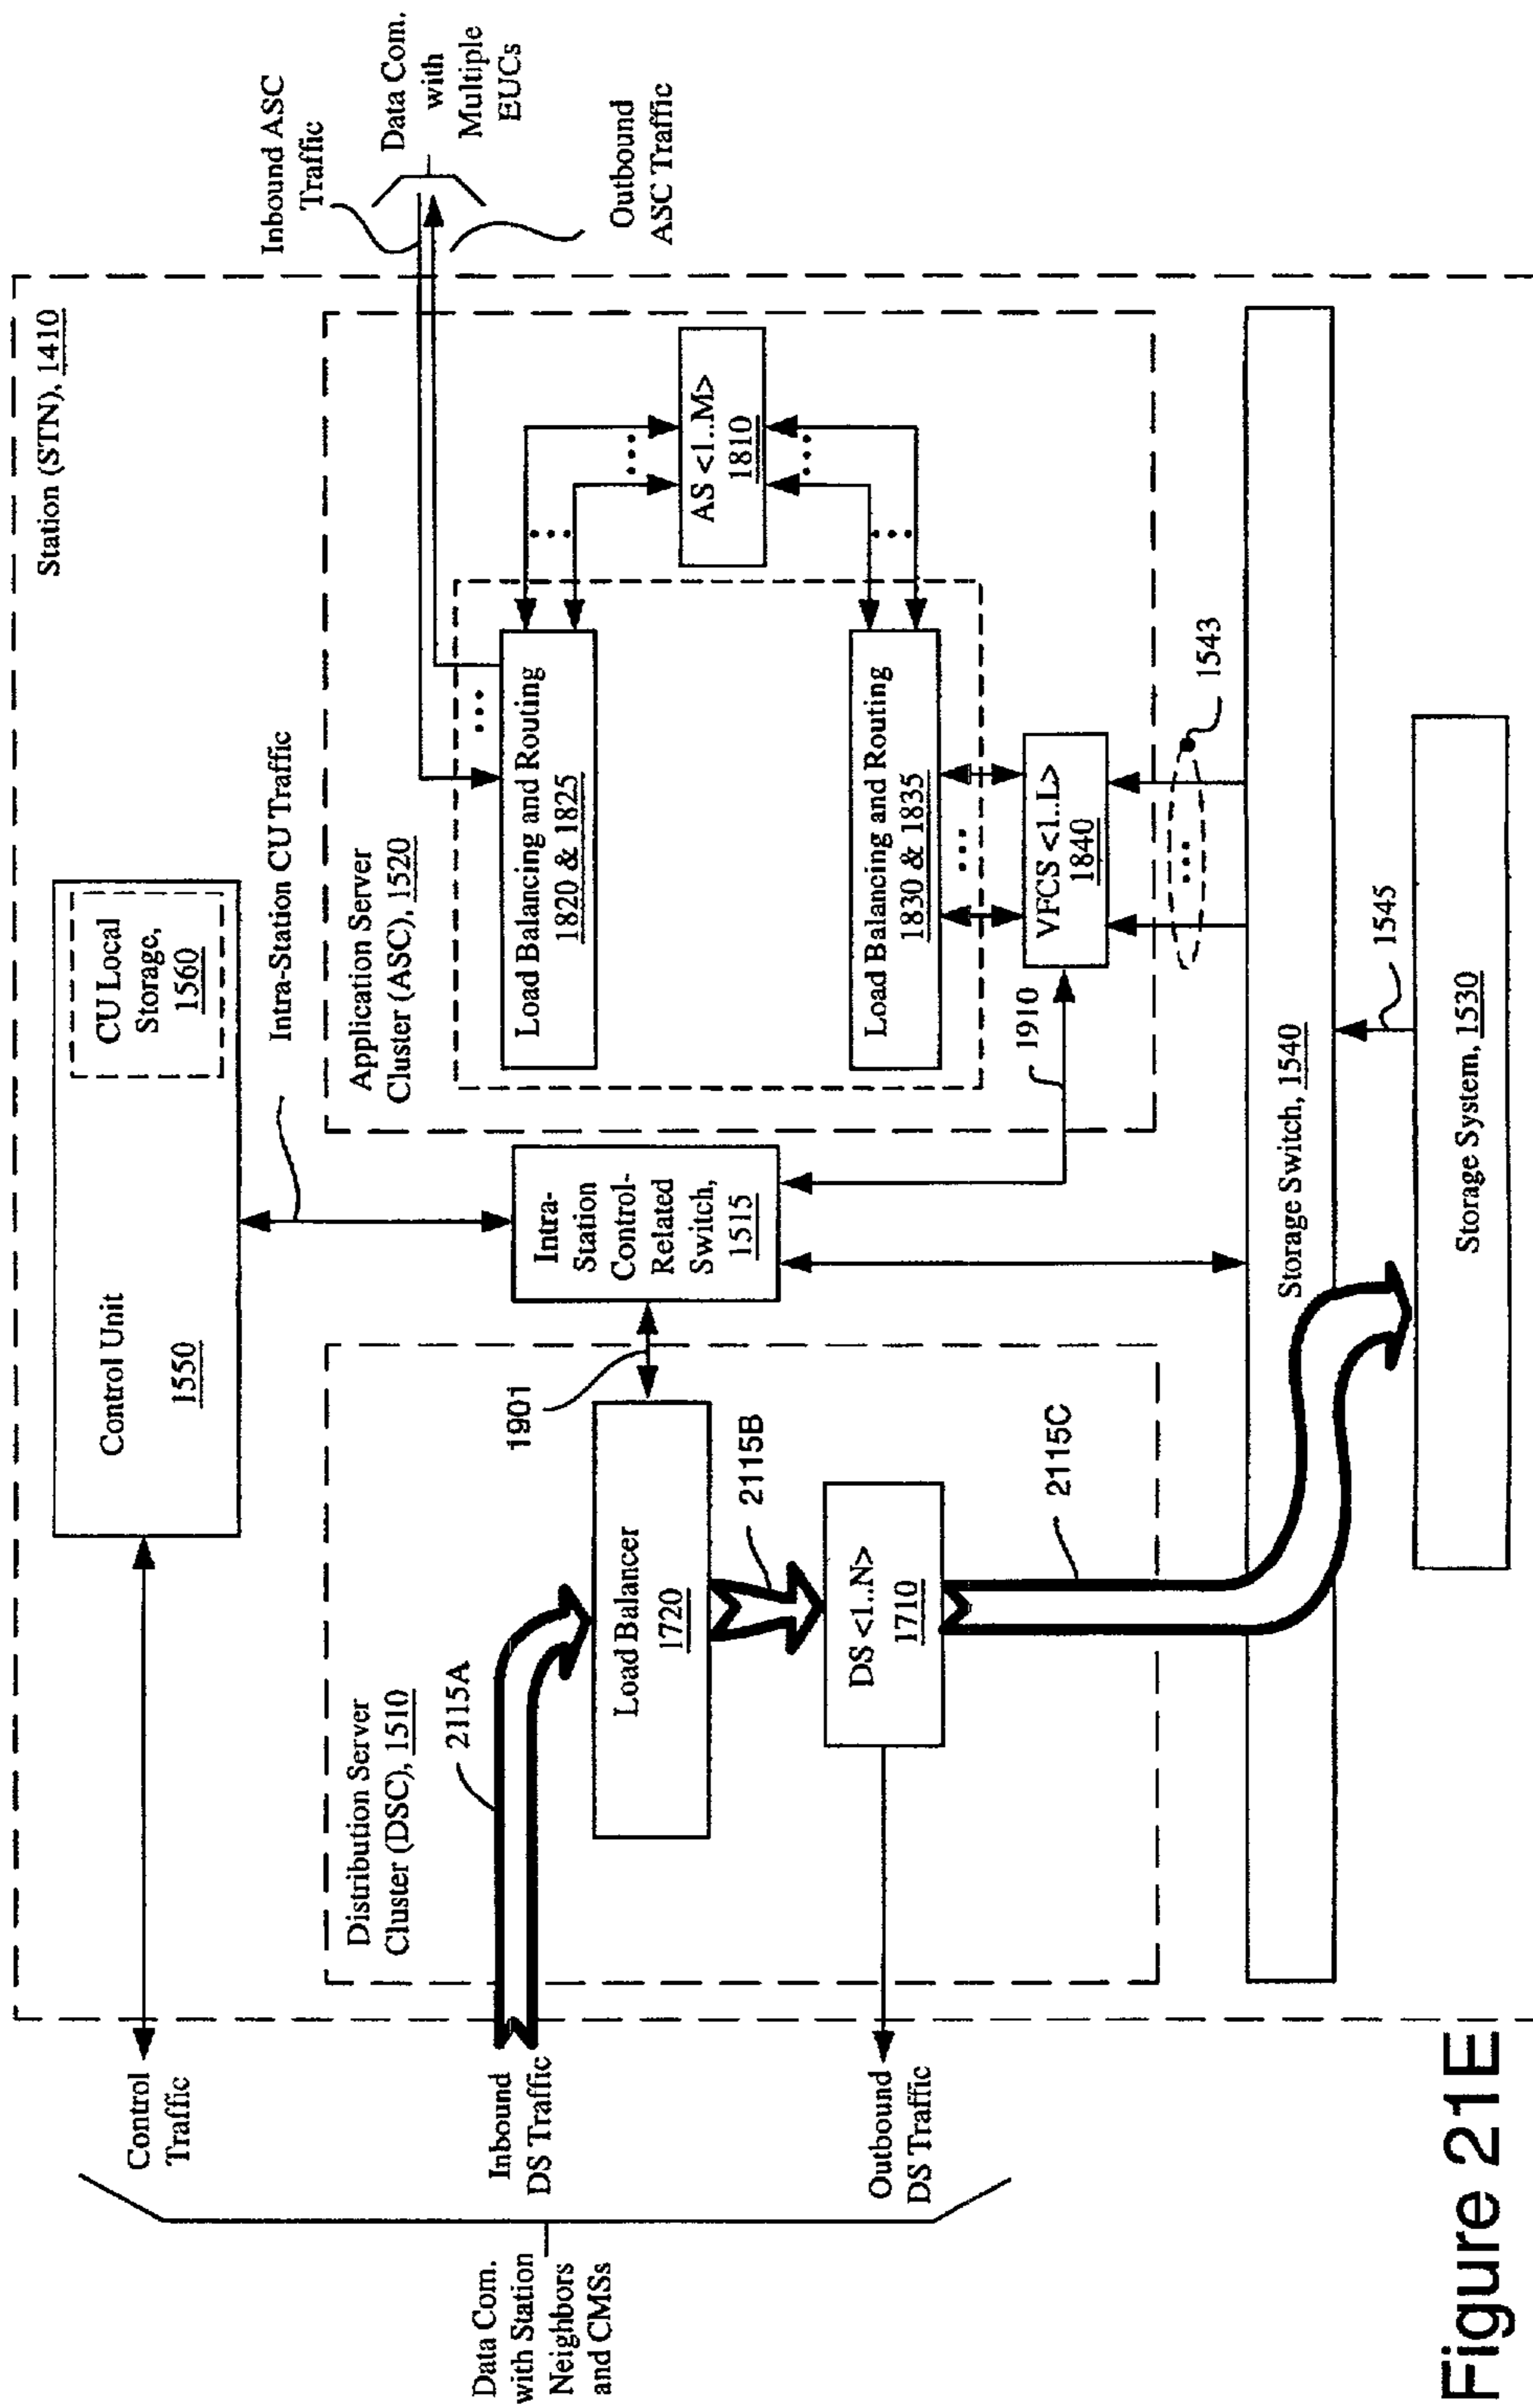 Station (STN), 1410
Control Unit
1550
CU Local
Storage,
1560
Control
Traffic
Intra-Station CU Traffic
Inbound ASC
Traffic
Data Com.
with
Multiple
EUCs
Outbound
ASC Traffic
Distribution Server
Cluster (DSC), 1510
2115A
1901
Intra-
Station
Control-
Related
Switch,
1515
Application Server
Cluster (ASC), 1520
Load Balancing and Routing
1820 & 1825
...
...
...
AS <1..M>
1810
...
...
Inbound
DS Traffic
Load Balancer
1720
2115B
Data Com.
with Station
Neighbors
and CMSs
DS <1..N>
1710
Outbound
DS Traffic
Load Balancing and Routing
1830 & 1835
...
1910
VFCS <1..L>
1840
2115C
...
1543
Storage Switch, 1540
1545
Storage System, 1530
Figure 21E